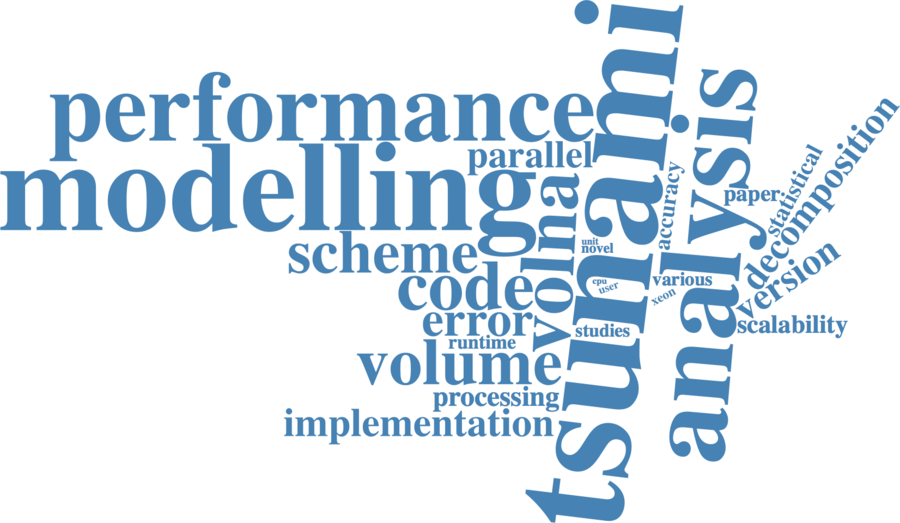 performance
modelling
parallel
scheme
code
error
runtime
volume
processing
implementation
volna
tsunami
unit
novel
cpu
user
studies
accuracy
various
xeon
analysis
paper
statistical
decomposition
version
scalability